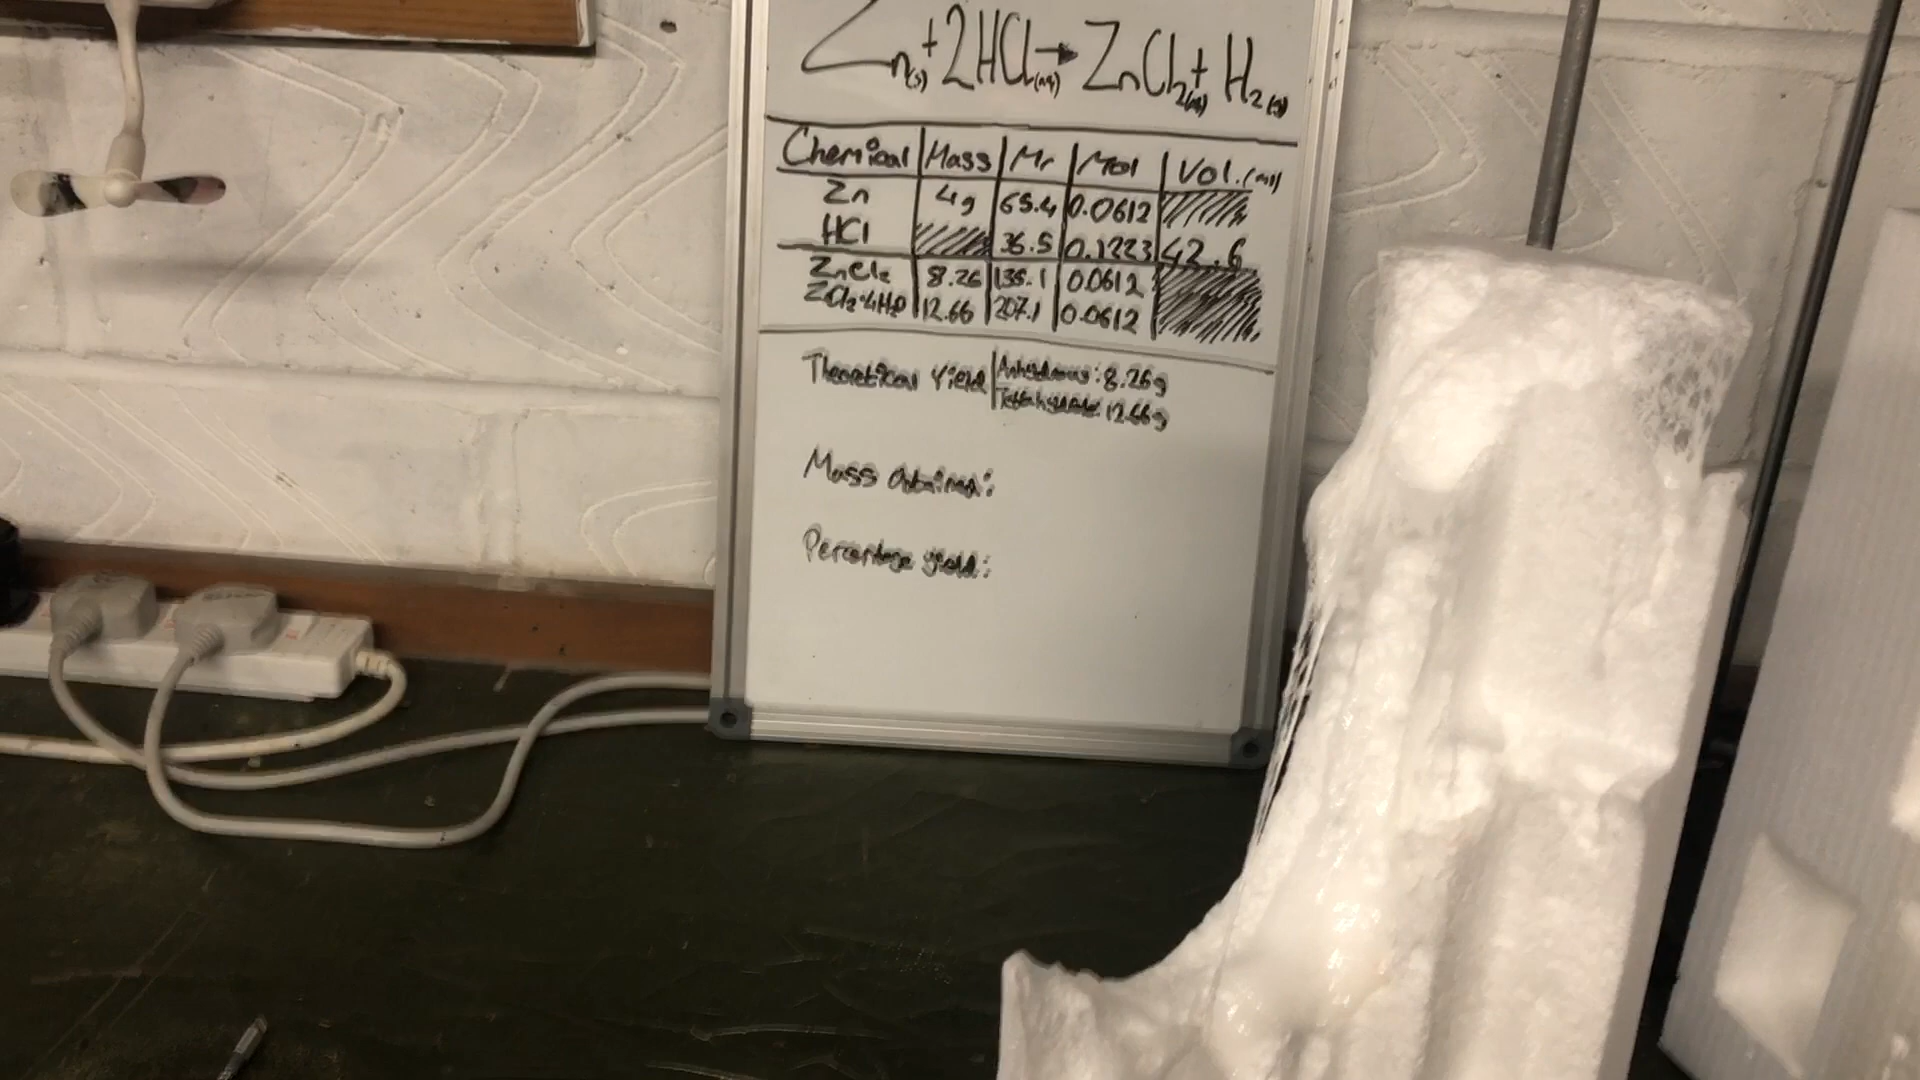 Zn(s) + 2HCl(aq) → ZnCl2(aq) + H2(g)
Chemical Mass Mr Mol Vol.(ml)
Zn 4g 65.4 0.0612
HCl 36.5 0.1223 42.6
ZnCl2 8.26 135.1 0.0612
ZCl2·4H2O 12.66 207.1 0.0612
Theoretical Yield Anhydrous: 8.26g
Tetrahydrate: 12.66g
Mass Obtained:
Percentage yield: